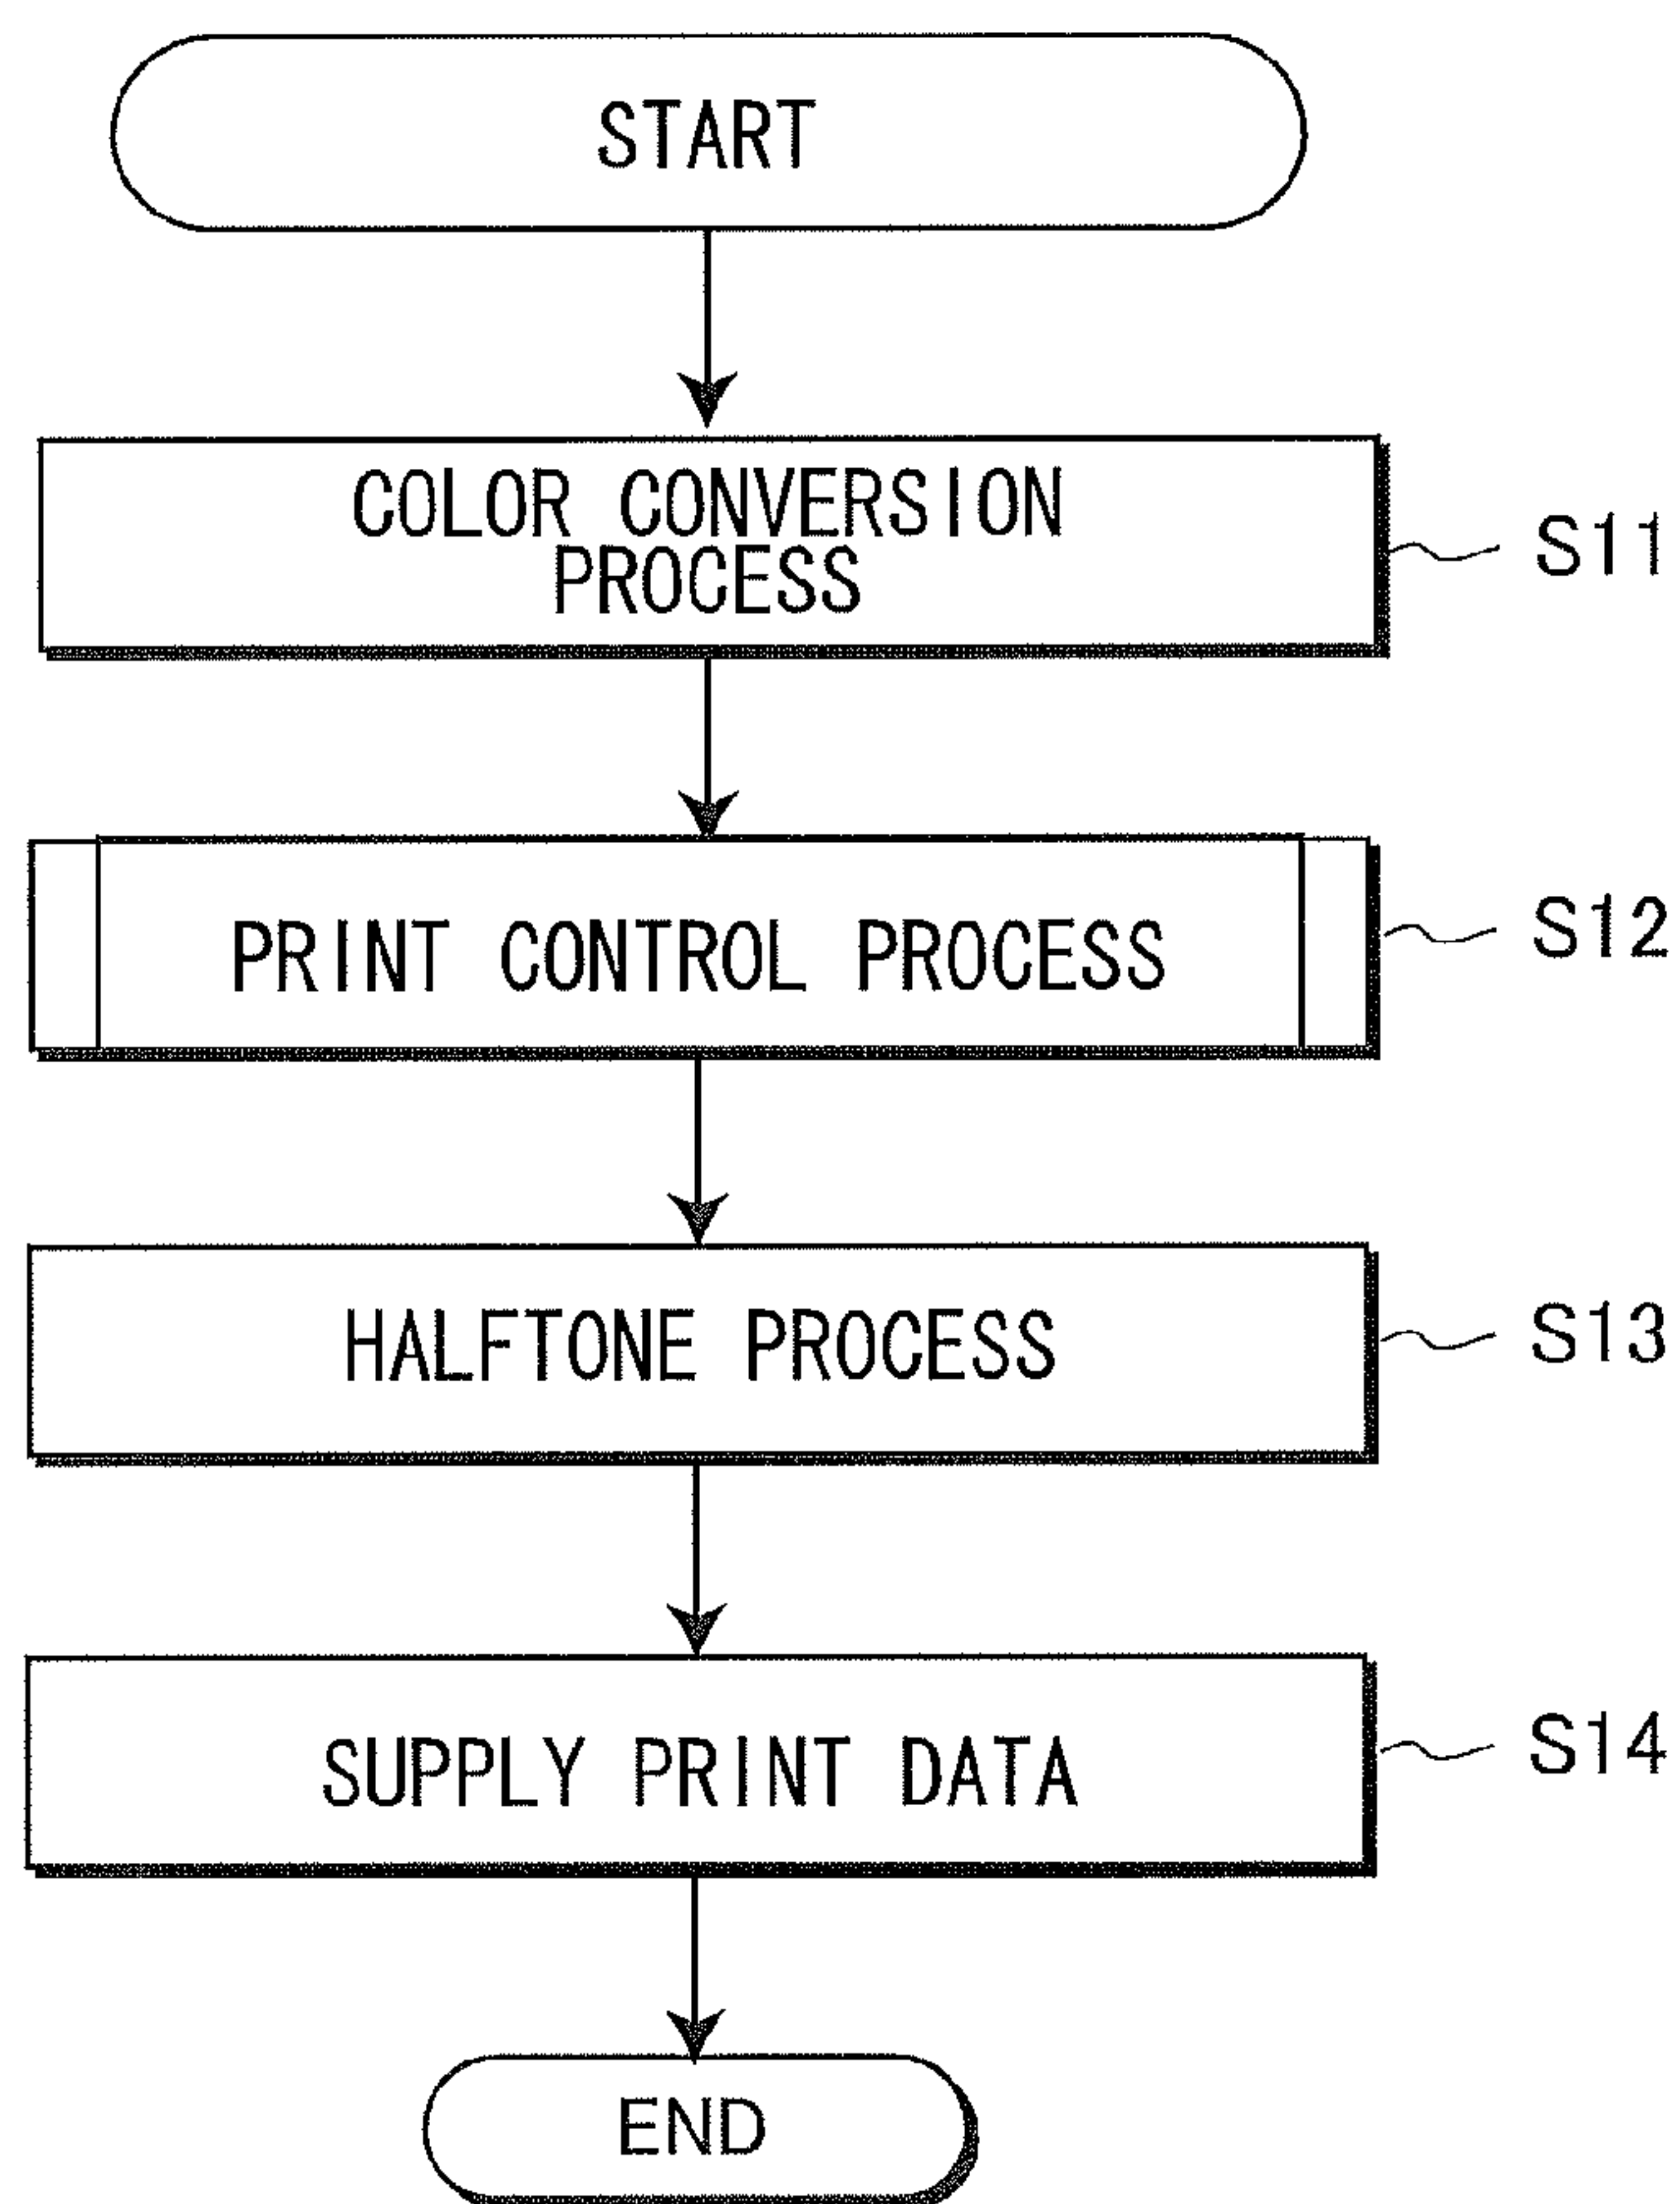 START
COLOR CONVERSION
PROCESS
S11
PRINT CONTROL PROCESS
S12
HALFTONE PROCESS
S13
SUPPLY PRINT DATA
S14
END